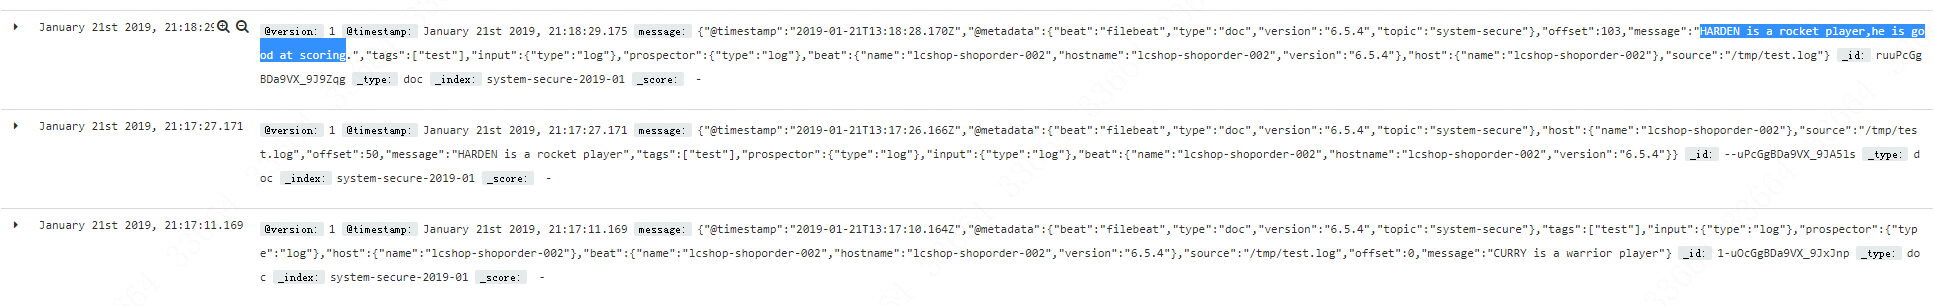 January 21st 2019, 21:18:29 @version: 1 @timestamp: January 21st 2019, 21:18:29.175 message: {"@timestamp":"2019-01-21T13:18:28.170Z","@metadata":{"beat":"filebeat","type":"doc","version":"6.5.4","topic":"system-secure"},"offset":103,"message":"HARDEN is a rocket player,he is go
od at scoring.","tags":["test"],"input":{"type":"log"},"prospector":{"type":"log"},"beat":{"name":"lcshop-shoporder-002","hostname":"lcshop-shoporder-002","version":"6.5.4"},"host":{"name":"lcshop-shoporder-002"},"source":"/tmp/test.log"} _id: ruuPcGg
BDa9VX_9J9Zqg _type: doc _index: system-secure-2019-01 _score: -
January 21st 2019, 21:17:27.171 @version: 1 @timestamp: January 21st 2019, 21:17:27.171 message: {"@timestamp":"2019-01-21T13:17:26.166Z","@metadata":{"beat":"filebeat","type":"doc","version":"6.5.4","topic":"system-secure"},"host":{"name":"lcshop-shoporder-002"},"source":"/tmp/tes
t.log","offset":50,"message":"HARDEN is a rocket player","tags":["test"],"prospector":{"type":"log"},"input":{"type":"log"},"beat":{"name":"lcshop-shoporder-002","hostname":"lcshop-shoporder-002","version":"6.5.4"}} _id: --uPcGgBDa9VX_9JA5ls _type: d
oc _index: system-secure-2019-01 _score: -
January 21st 2019, 21:17:11.169 @version: 1 @timestamp: January 21st 2019, 21:17:11.169 message: {"@timestamp":"2019-01-21T13:17:10.164Z","@metadata":{"beat":"filebeat","type":"doc","version":"6.5.4","topic":"system-secure"},"tags":["test"],"input":{"type":"log"},"prospector":{"typ
e":"log"},"host":{"name":"lcshop-shoporder-002"},"beat":{"name":"lcshop-shoporder-002","hostname":"lcshop-shoporder-002","version":"6.5.4"},"source":"/tmp/test.log","offset":0,"message":"CURRY is a warrior player"} _id: 1-uOcGgBDa9VX_9JxJnp _type: do
c _index: system-secure-2019-01 _score: -